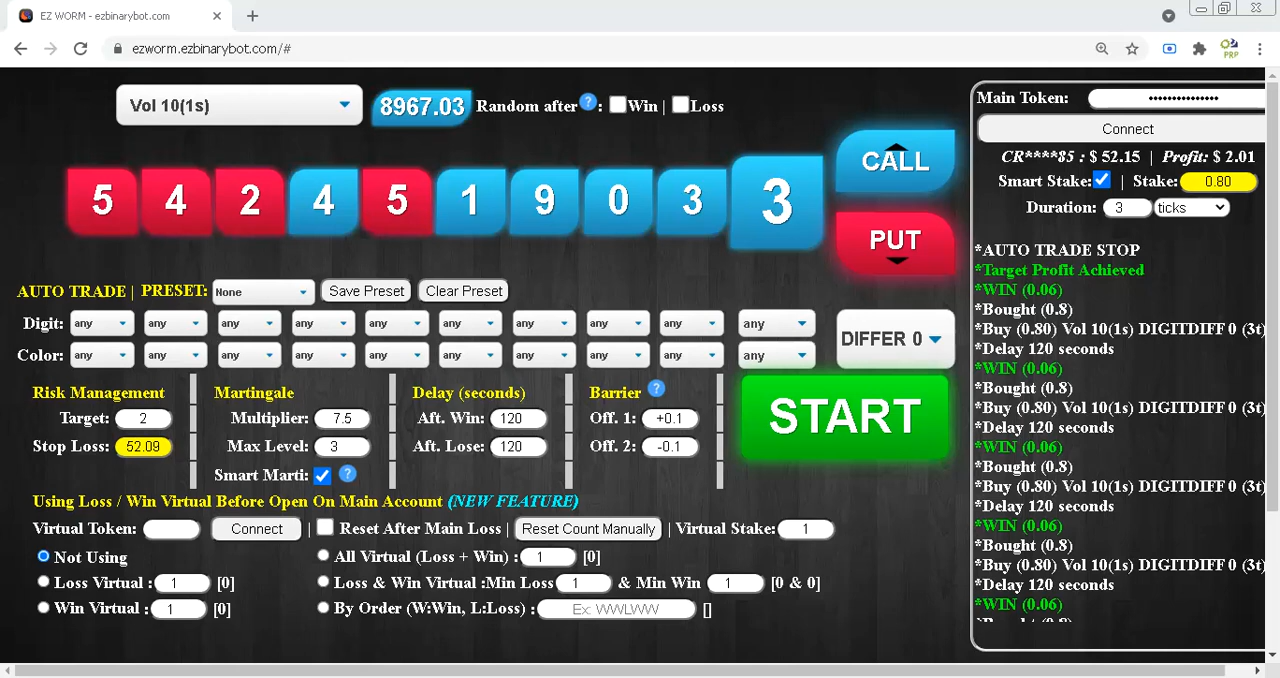 EZ WORM - ezbinarybot.com
ezworm.ezbinarybot.com/#
PRP
Vol 10(1s) 8967.03 Random after ? : Win | Loss
5 4 2 4 5 1 9 0 3 3
CALL
PUT
AUTO TRADE | PRESET: None Save Preset Clear Preset
Digit: any any any any any any any any any any
Color: any any any any any any any any any any
DIFFER 0
Risk Management Martingale Delay (seconds) Barrier ?
Target: 2 Multiplier: 7.5 Aft. Win: 120 Off. 1: +0.1
Stop Loss: 52.09 Max Level: 3 Aft. Lose: 120 Off. 2: -0.1
Smart Marti: ?
START
Using Loss / Win Virtual Before Open On Main Account (NEW FEATURE)
Virtual Token: Connect | Reset After Main Loss | Reset Count Manually | Virtual Stake: 1
Not Using All Virtual (Loss + Win) : 1 [0]
Loss Virtual : 1 [0] Loss & Win Virtual :Min Loss 1 & Min Win 1 [0 & 0]
Win Virtual : 1 [0] By Order (W:Win, L:Loss) : Ex: WWLWW []
Main Token: •••••••••••••••
Connect
CR****85 : $ 52.15 | Profit: $ 2.01
Smart Stake: | Stake: 0.80
Duration: 3 ticks
*AUTO TRADE STOP
*Target Profit Achieved
*WIN (0.06)
*Bought (0.8)
*Buy (0.80) Vol 10(1s) DIGITDIFF 0 (3t)
*Delay 120 seconds
*WIN (0.06)
*Bought (0.8)
*Buy (0.80) Vol 10(1s) DIGITDIFF 0 (3t)
*Delay 120 seconds
*WIN (0.06)
*Bought (0.8)
*Buy (0.80) Vol 10(1s) DIGITDIFF 0 (3t)
*Delay 120 seconds
*WIN (0.06)
*Bought (0.8)
*Buy (0.80) Vol 10(1s) DIGITDIFF 0 (3t)
*Delay 120 seconds
*WIN (0.06)
*Bought (0.8)